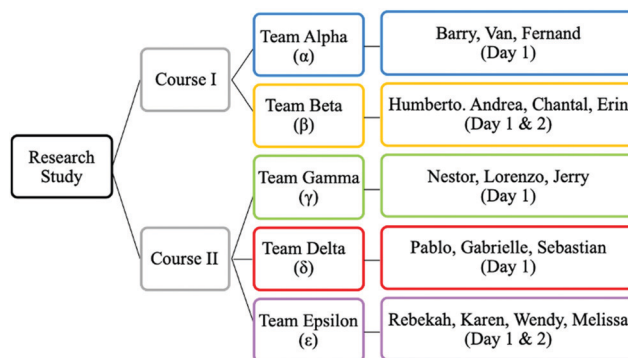 Research
Study
Course I
Course II
Team Alpha
(α)
Barry, Van, Fernand
(Day 1)
Team Beta
(β)
Humberto. Andrea, Chantal, Erin
(Day 1 & 2)
Team Gamma
(γ)
Nestor, Lorenzo, Jerry
(Day 1)
Team Delta
(δ)
Pablo, Gabrielle, Sebastian
(Day 1)
Team Epsilon
(ε)
Rebekah, Karen, Wendy, Melissa
(Day 1 & 2)